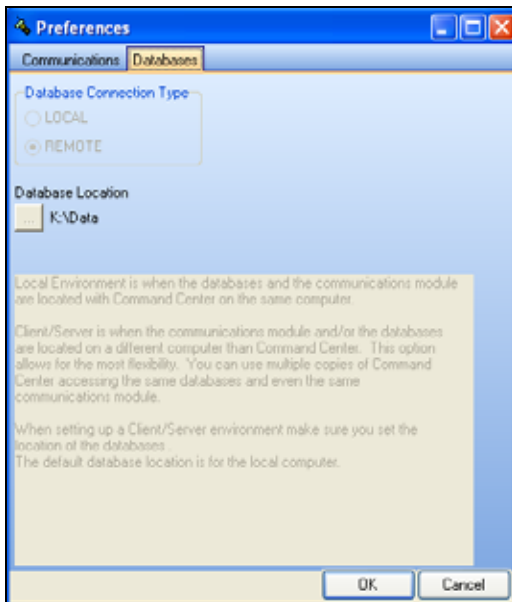 Preferences
Communications Databases
Database Connection Type
LOCAL
REMOTE
Database Location
... K:\Data
Local Environment is when the databases and the communications module
are located with Command Center on the same computer.
Client/Server is when the communications module and/or the databases
are located on a different computer than Command Center. This option
allows for the most flexibility. You can use multiple copies of Command
Center accessing the same databases and even the same
communications module.
When setting up a Client/Server environment make sure you set the
location of the databases .
The default database location is for the local computer.
OK Cancel